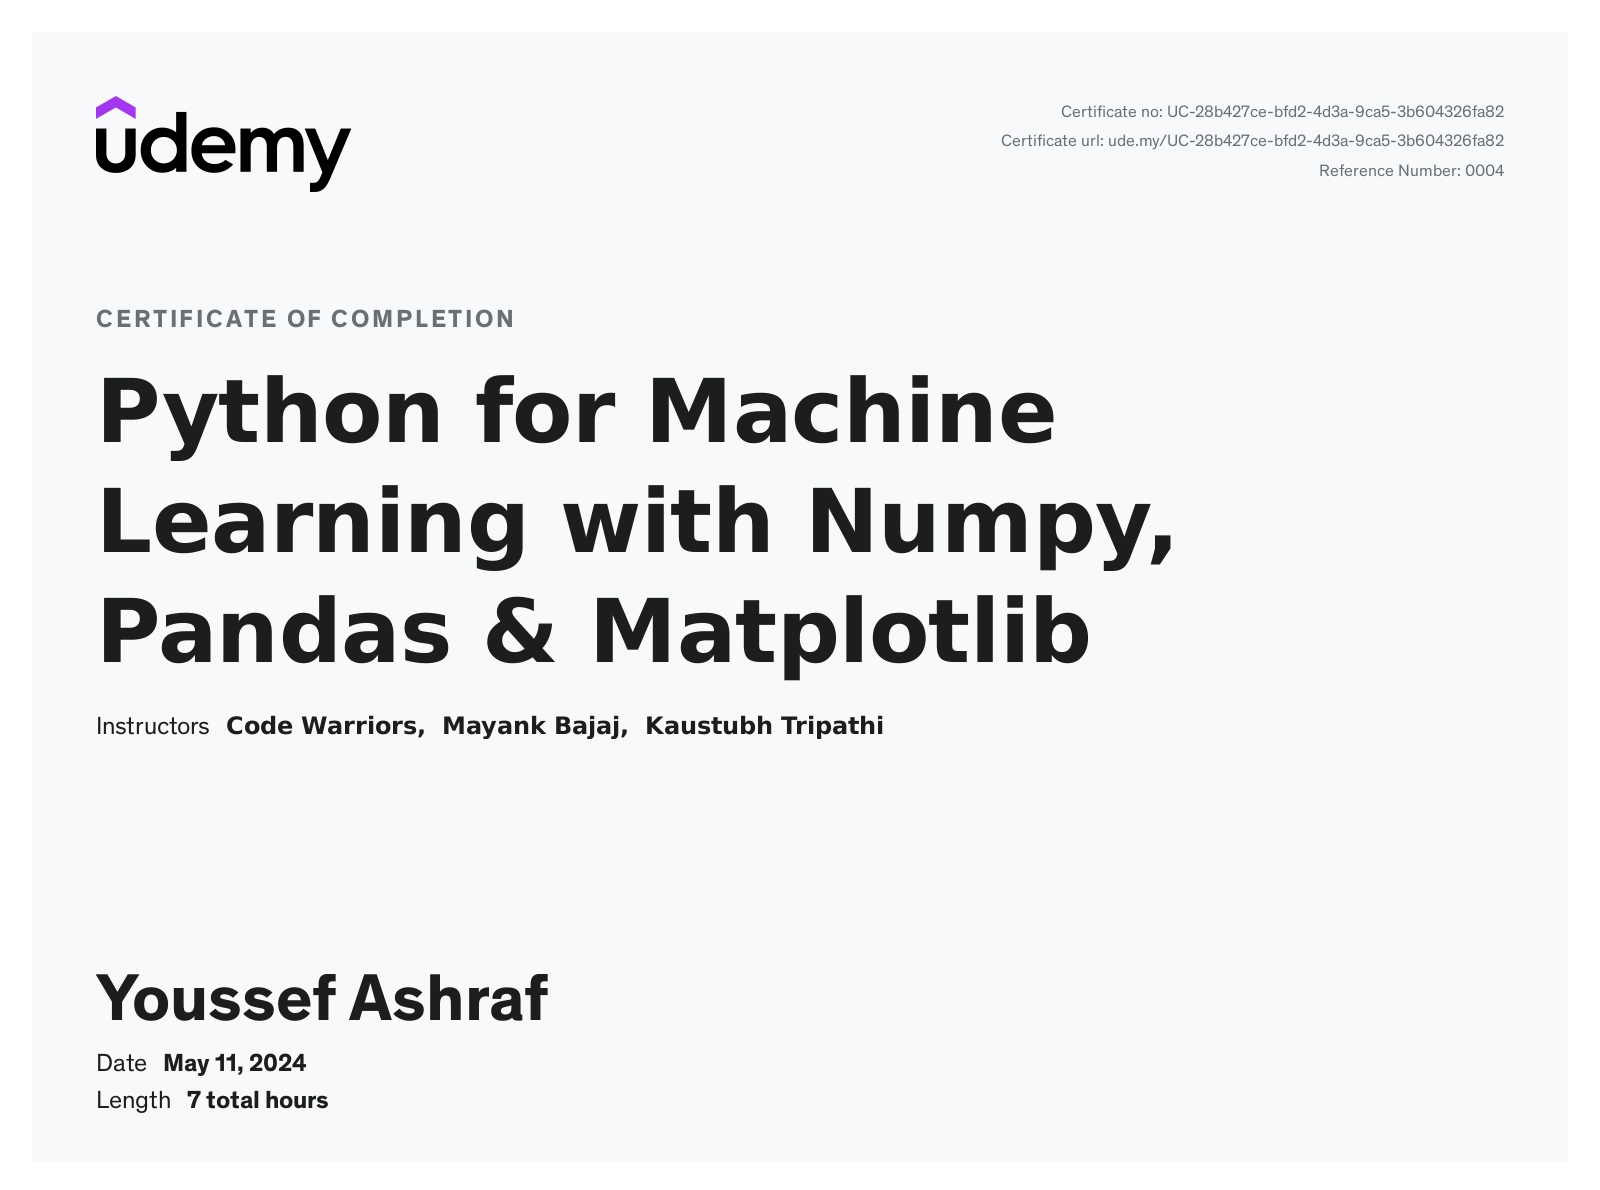 udemy
Certificate no: UC-28b427ce-bfd2-4d3a-9ca5-3b604326fa82
Certificate url: ude.my/UC-28b427ce-bfd2-4d3a-9ca5-3b604326fa82
Reference Number: 0004
CERTIFICATE OF COMPLETION
Python for Machine
Learning with Numpy,
Pandas & Matplotlib
Instructors Code Warriors, Mayank Bajaj, Kaustubh Tripathi
Youssef Ashraf
Date May 11, 2024
Length 7 total hours